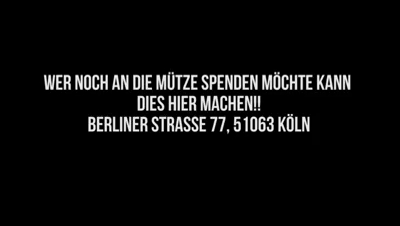 WER NOCH AN DIE MÜTZE SPENDEN MÖCHTE KANN
DIES HIER MACHEN!!
BERLINER STRASSE 77, 51063 KÖLN